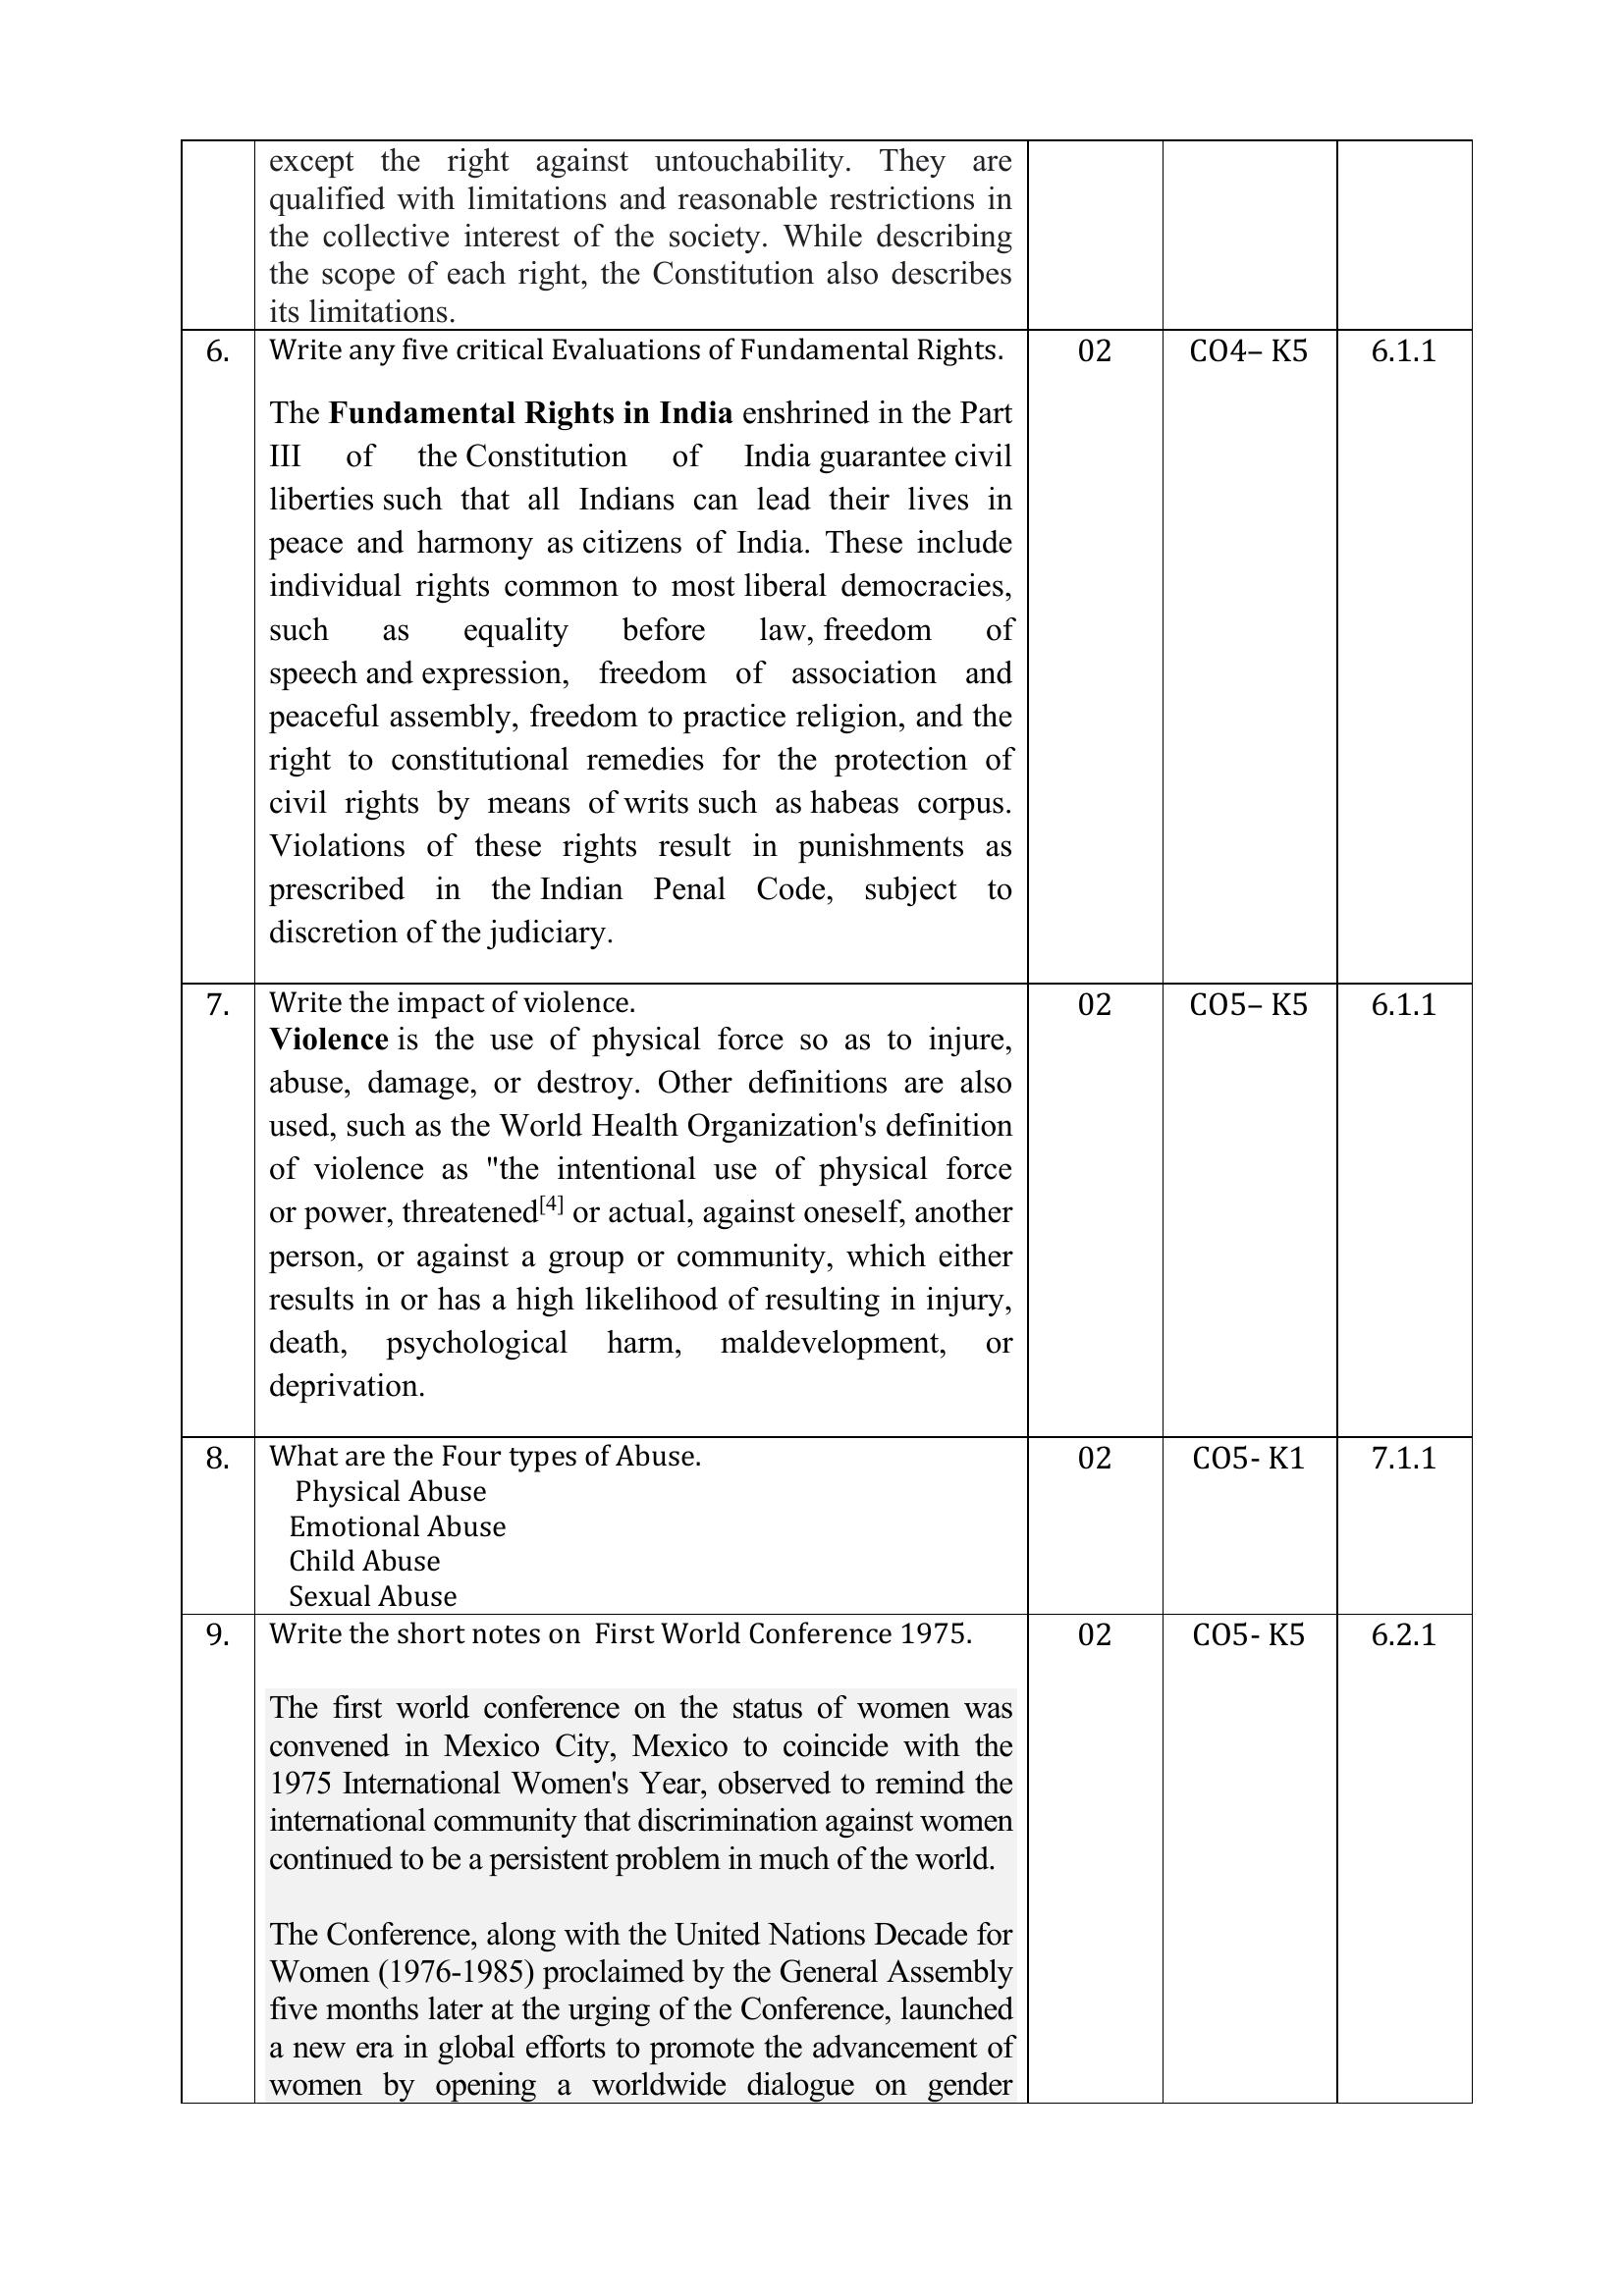 except the right against untouchability. They are
qualified with limitations and reasonable restrictions in
the collective interest of the society. While describing
the scope of each right, the Constitution also describes
its limitations.
6. Write any five critical Evaluations of Fundamental Rights. 02 CO4– K5 6.1.1
The Fundamental Rights in India enshrined in the Part
III of the Constitution of India guarantee civil
liberties such that all Indians can lead their lives in
peace and harmony as citizens of India. These include
individual rights common to most liberal democracies,
such as equality before law, freedom of
speech and expression, freedom of association and
peaceful assembly, freedom to practice religion, and the
right to constitutional remedies for the protection of
civil rights by means of writs such as habeas corpus.
Violations of these rights result in punishments as
prescribed in the Indian Penal Code, subject to
discretion of the judiciary.
7. Write the impact of violence. 02 CO5– K5 6.1.1
Violence is the use of physical force so as to injure,
abuse, damage, or destroy. Other definitions are also
used, such as the World Health Organization's definition
of violence as "the intentional use of physical force
or power, threatened[4] or actual, against oneself, another
person, or against a group or community, which either
results in or has a high likelihood of resulting in injury,
death, psychological harm, maldevelopment, or
deprivation.
8. What are the Four types of Abuse. 02 CO5- K1 7.1.1
Physical Abuse
Emotional Abuse
Child Abuse
Sexual Abuse
9. Write the short notes on First World Conference 1975. 02 CO5- K5 6.2.1
The first world conference on the status of women was
convened in Mexico City, Mexico to coincide with the
1975 International Women's Year, observed to remind the
international community that discrimination against women
continued to be a persistent problem in much of the world.
The Conference, along with the United Nations Decade for
Women (1976-1985) proclaimed by the General Assembly
five months later at the urging of the Conference, launched
a new era in global efforts to promote the advancement of
women by opening a worldwide dialogue on gender